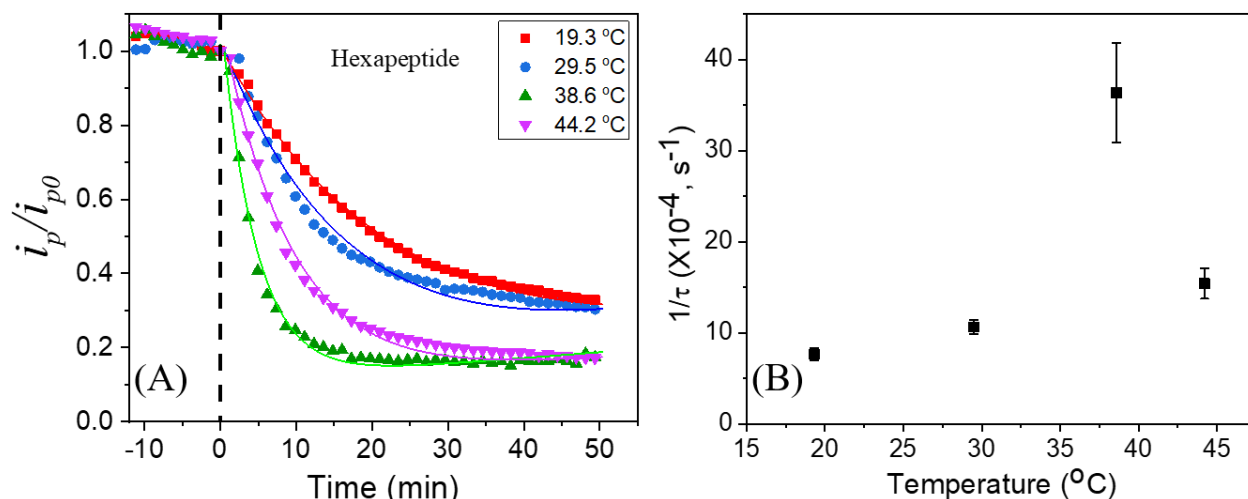 1.0
0.8
0.6
0.4
0.2
0.0
i_p/i_p0
-10 0 10 20 30 40 50
Time (min)
(A)
Hexapeptide
19.3 ºC
29.5 ºC
38.6 ºC
44.2 ºC
40
30
20
10
0
1/τ (X10⁻⁴, s⁻¹)
15 20 25 30 35 40 45
Temperature (ºC)
(B)